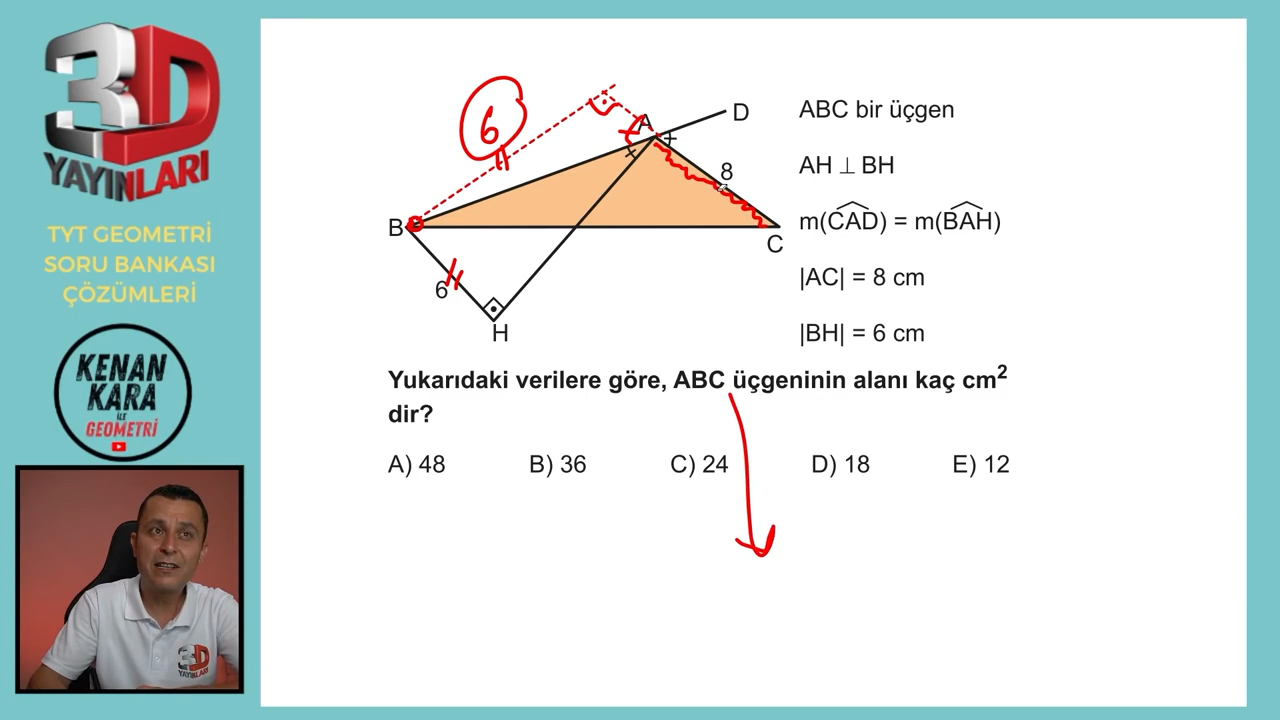 3D
YAYINLARI
TYT GEOMETRİ
SORU BANKASI
ÇÖZÜMLERİ
KENAN
KARA
İLE
GEOMETRİ
3D
YAYINLARI
6
A
D
8
B
C
6
H
ABC bir üçgen
AH ⊥ BH
m(CAD) = m(BAH)
|AC| = 8 cm
|BH| = 6 cm
Yukarıdaki verilere göre, ABC üçgeninin alanı kaç cm²
dir?
A) 48 B) 36 C) 24 D) 18 E) 12